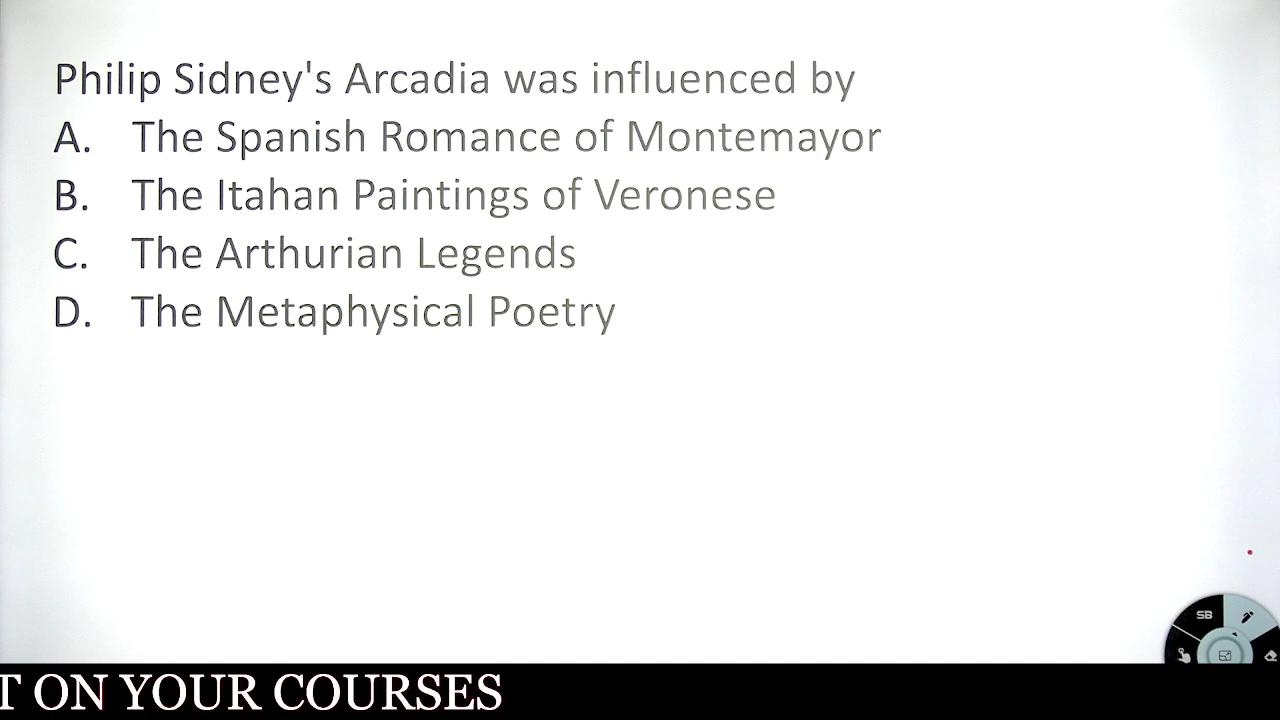 Philip Sidney's Arcadia was influenced by
A. The Spanish Romance of Montemayor
B. The Itahan Paintings of Veronese
C. The Arthurian Legends
D. The Metaphysical Poetry
SB
T ON YOUR COURSES